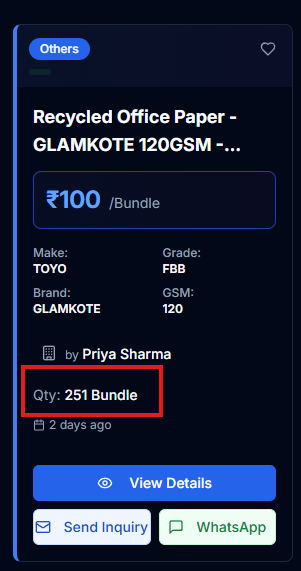 Others
Recycled Office Paper -
GLAMKOTE 120GSM -...
₹100 /Bundle
Make: Grade:
TOYO FBB
Brand: GSM:
GLAMKOTE 120
by Priya Sharma
Qty: 251 Bundle
2 days ago
View Details
Send Inquiry WhatsApp